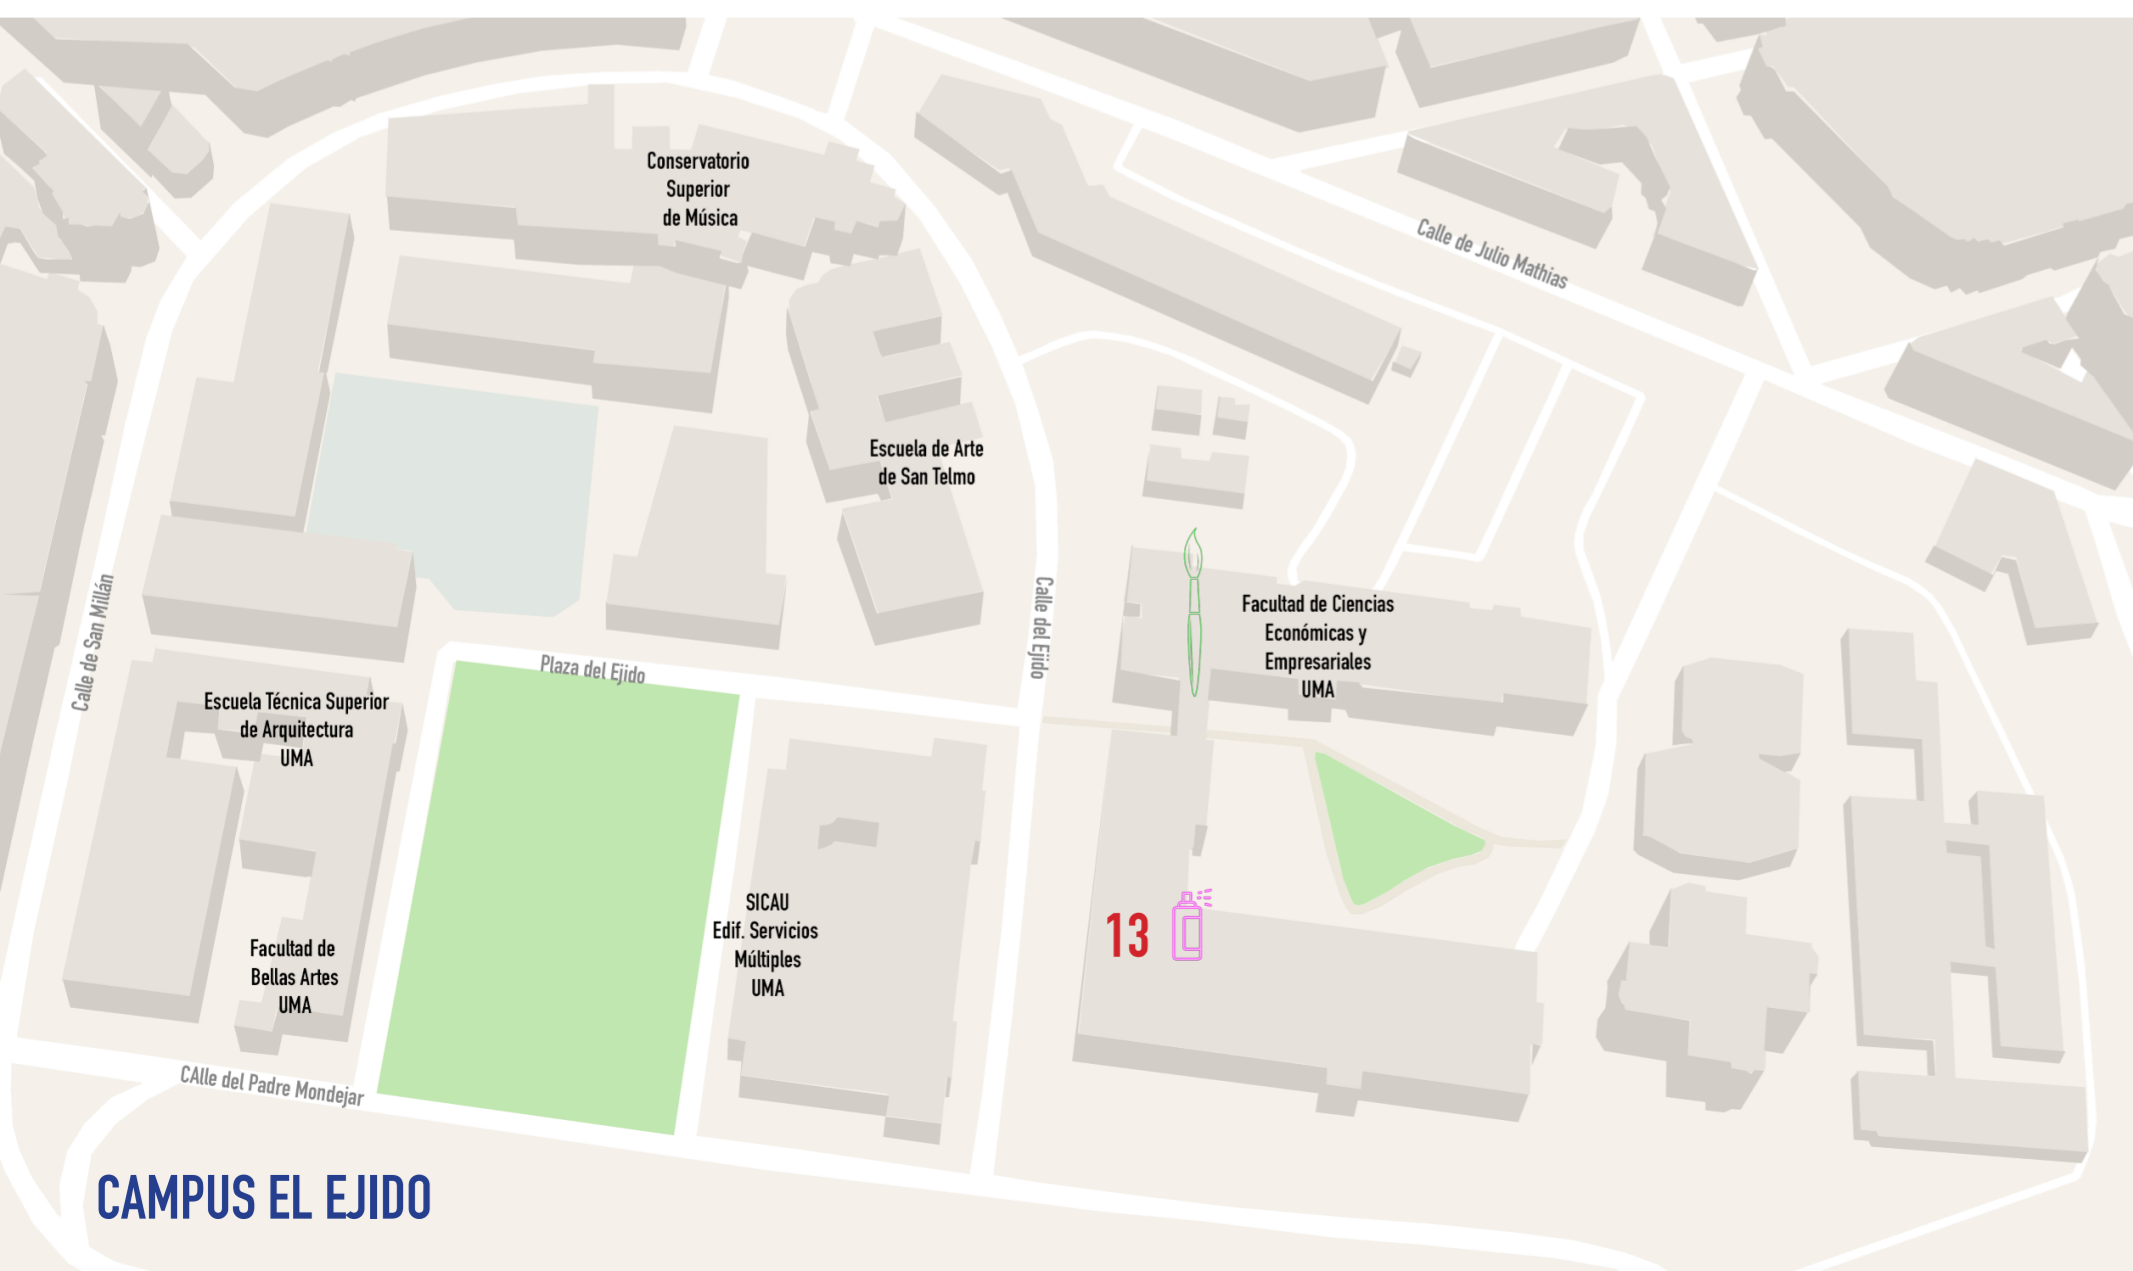 Conservatorio
Superior
de Música
Calle de Julio Mathias
Escuela de Arte
de San Telmo
Calle de San Millán
Calle del Ejido
Facultad de Ciencias
Económicas y
Empresariales
UMA
Plaza del Ejido
Escuela Técnica Superior
de Arquitectura
UMA
SICAU
Edif. Servicios
Múltiples
UMA
13
Facultad de
Bellas Artes
UMA
CAlle del Padre Mondejar
CAMPUS EL EJIDO